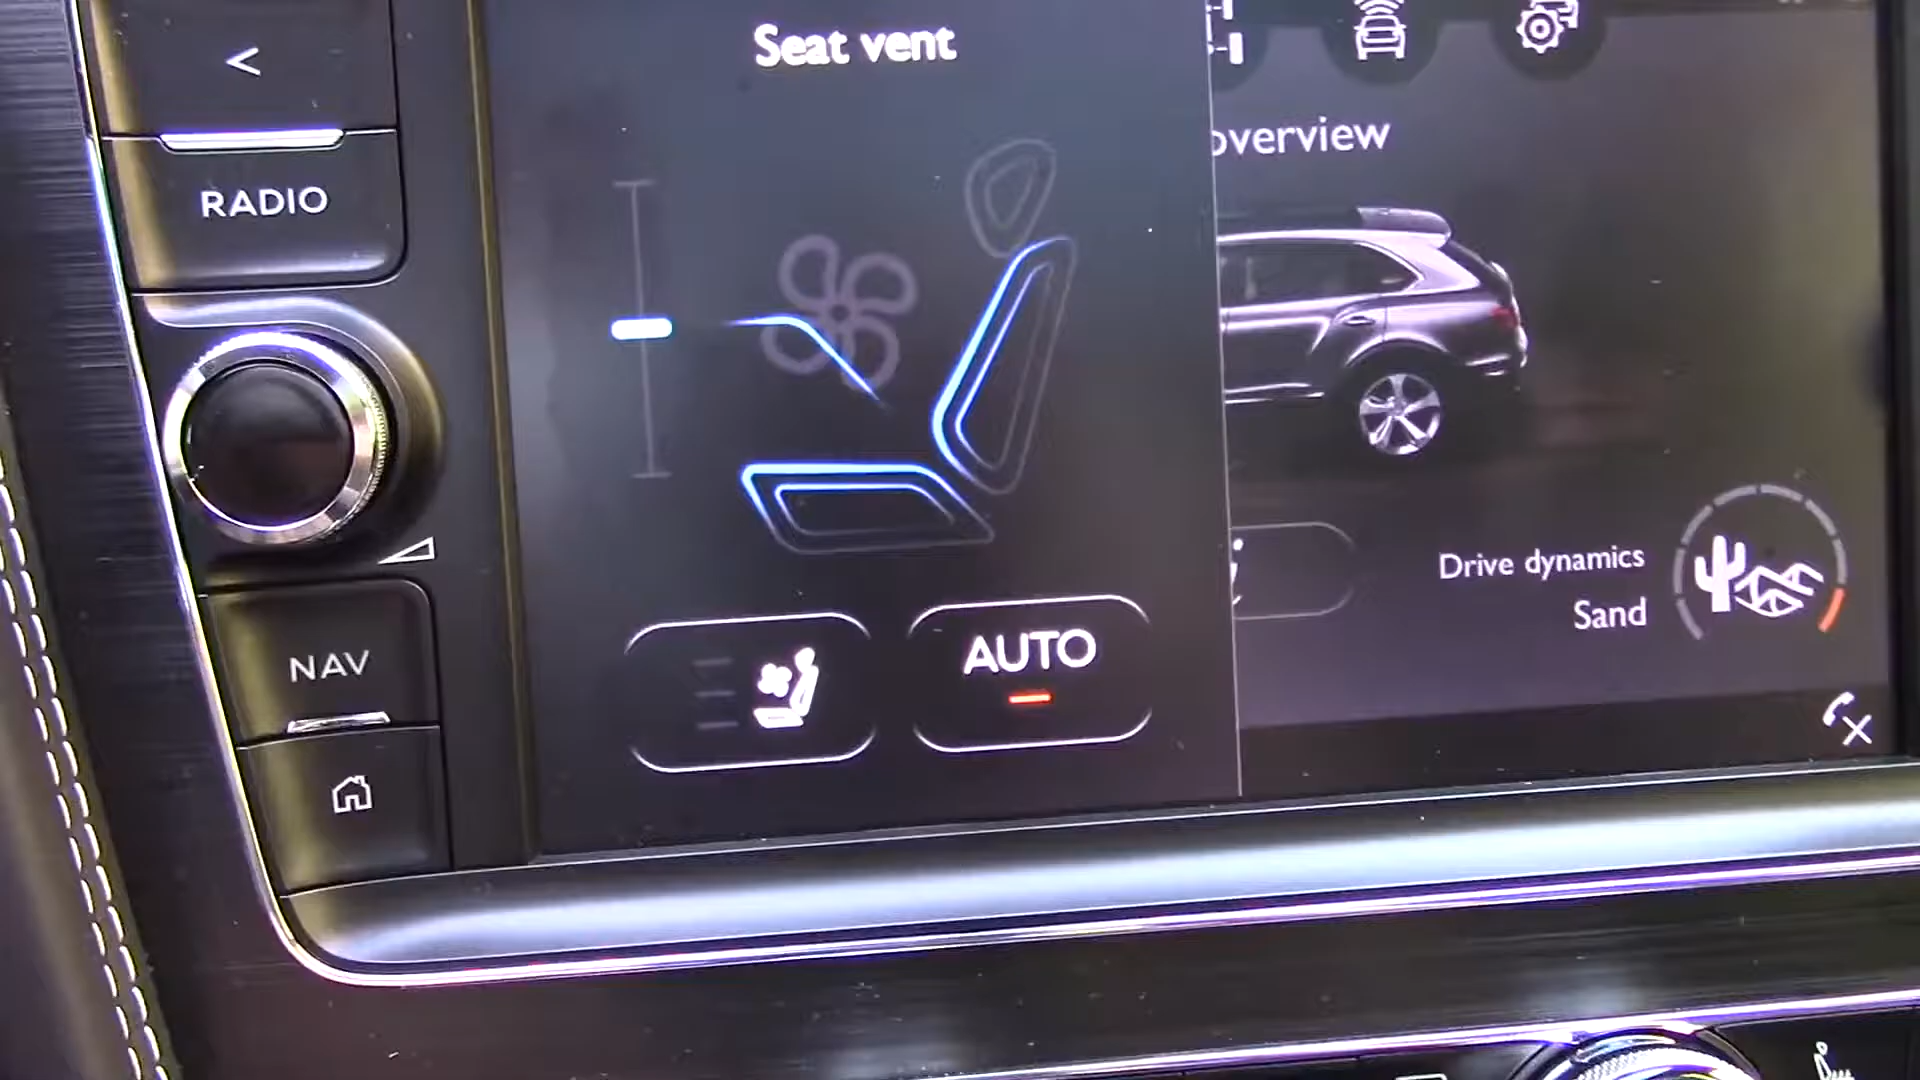 Seat vent
RADIO
overview
Drive dynamics
Sand
AUTO
NAV